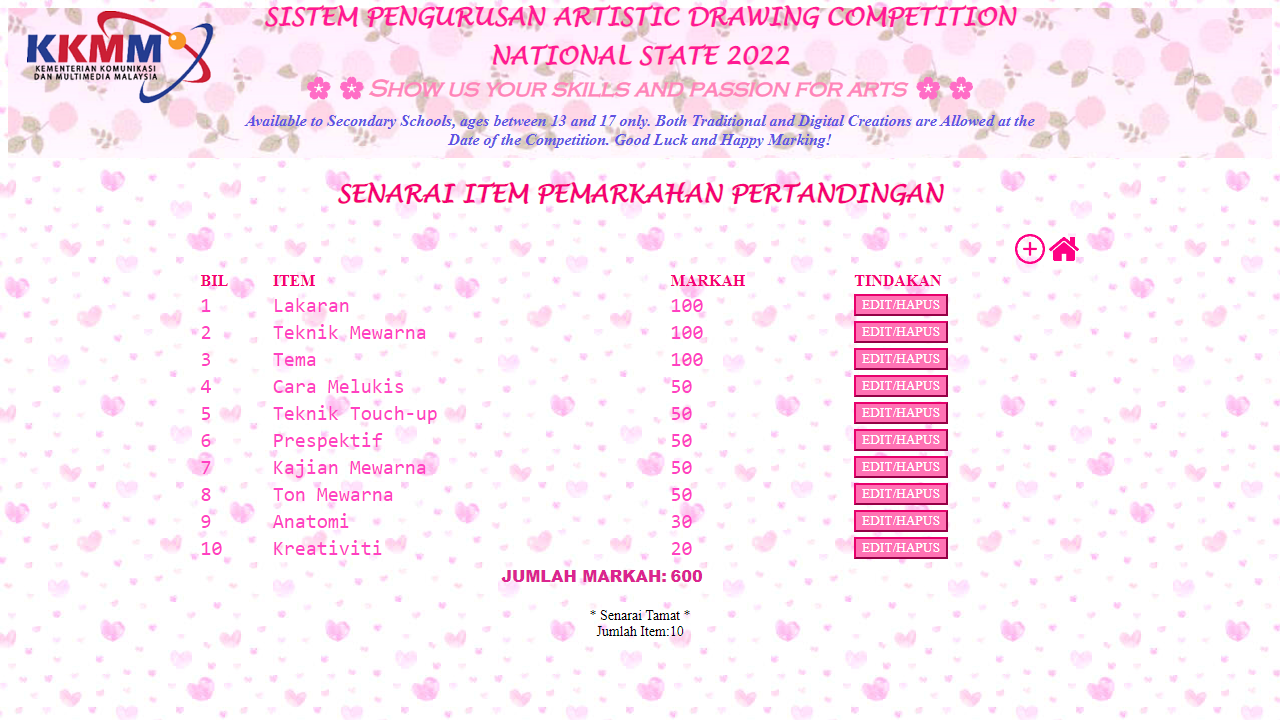 SISTEM PENGURUSAN ARTISTIC DRAWING COMPETITION
NATIONAL STATE 2022
SHOW US YOUR SKILLS AND PASSION FOR ARTS
Available to Secondary Schools, ages between 13 and 17 only. Both Traditional and Digital Creations are Allowed at the
Date of the Competition. Good Luck and Happy Marking!
KKMM
KEMENTERIAN KOMUNIKASI
DAN MULTIMEDIA MALAYSIA
SENARAI ITEM PEMARKAHAN PERTANDINGAN
BIL ITEM MARKAH TINDAKAN
1 Lakaran 100 EDIT/HAPUS
2 Teknik Mewarna 100 EDIT/HAPUS
3 Tema 100 EDIT/HAPUS
4 Cara Melukis 50 EDIT/HAPUS
5 Teknik Touch-up 50 EDIT/HAPUS
6 Prespektif 50 EDIT/HAPUS
7 Kajian Mewarna 50 EDIT/HAPUS
8 Ton Mewarna 50 EDIT/HAPUS
9 Anatomi 30 EDIT/HAPUS
10 Kreativiti 20 EDIT/HAPUS
JUMLAH MARKAH: 600
* Senarai Tamat *
Jumlah Item:10